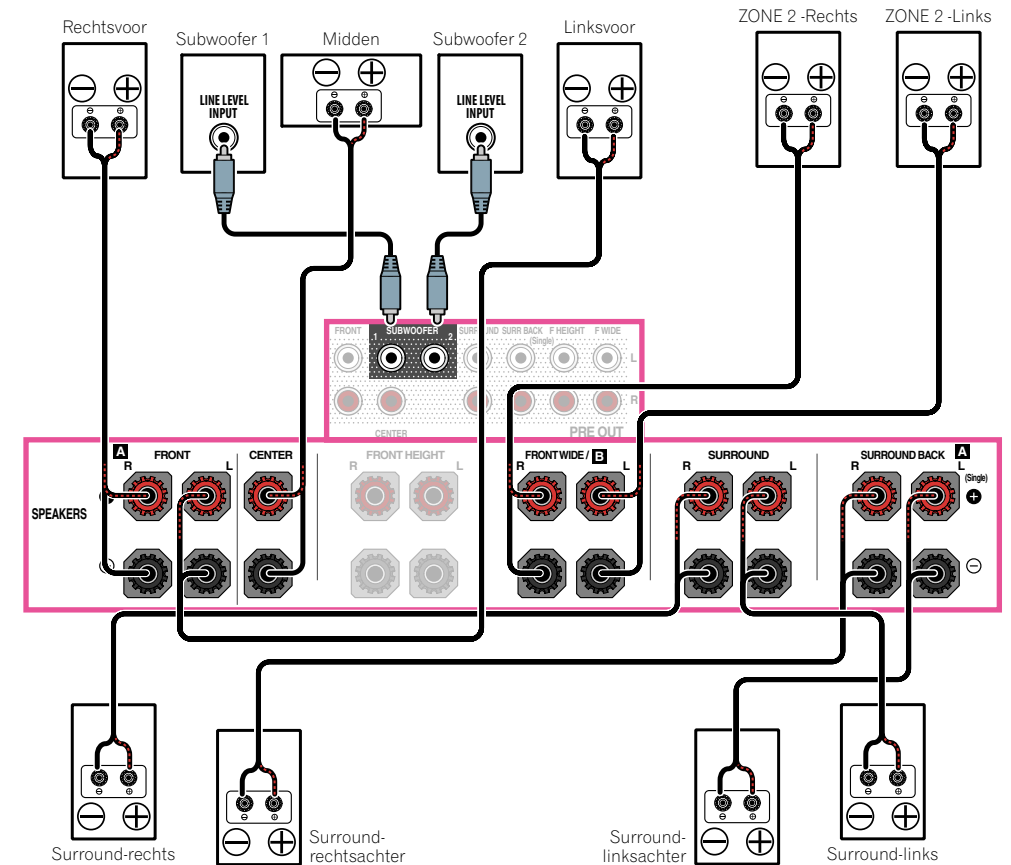 Rechtsvoor
Subwoofer 1
Midden
Subwoofer 2
Linksvoor
ZONE 2 -Rechts
ZONE 2 -Links
LINE LEVEL
INPUT
LINE LEVEL
INPUT
FRONT
1 SUBWOOFER 2
SURROUND
SURR BACK
(Single)
F HEIGHT
F WIDE
L
R
CENTER
PRE OUT
SPEAKERS
A
FRONT
R L
CENTER
FRONT HEIGHT
R L
FRONT WIDE / B
R L
SURROUND
R L
SURROUND BACK
A
R L
(Single)
Surround-rechts
Surround-
rechtsachter
Surround-
linksachter
Surround-links